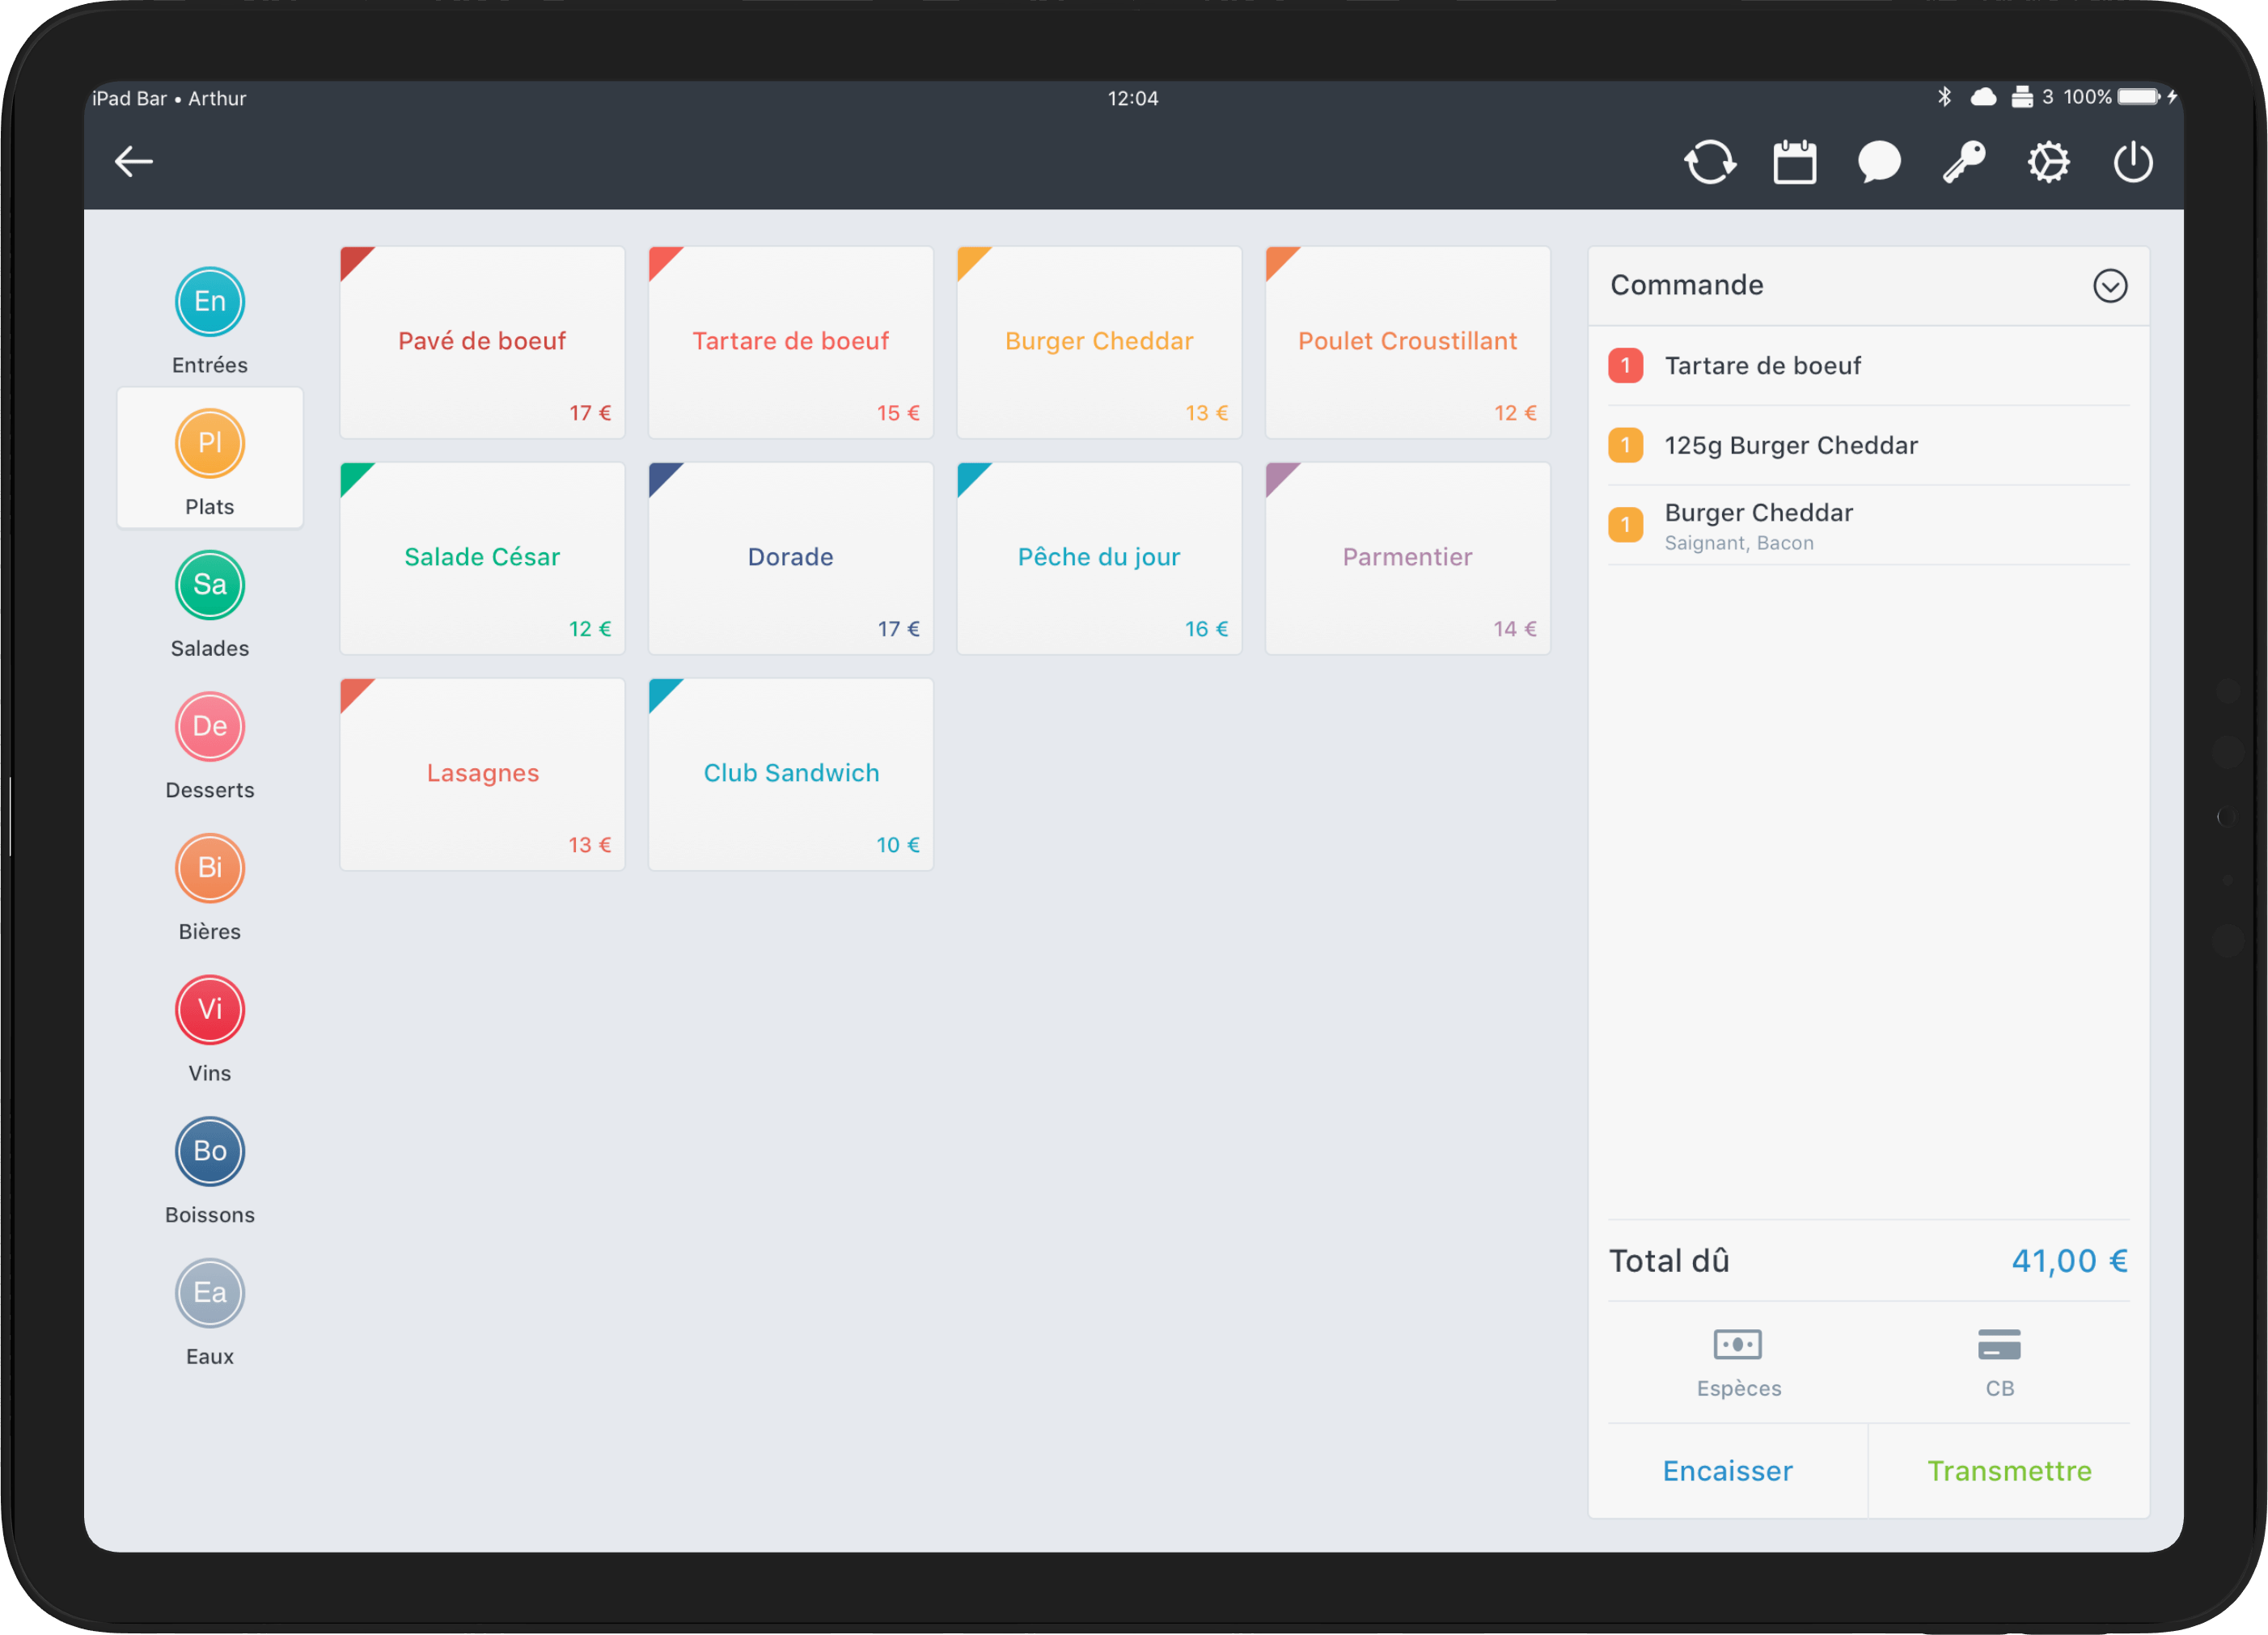 iPad Bar • Arthur
12:04
3 100%
En
Entrées
Pl
Plats
Sa
Salades
De
Desserts
Bi
Bières
Vi
Vins
Bo
Boissons
Ea
Eaux
Pavé de boeuf
17 €
Tartare de boeuf
15 €
Burger Cheddar
13 €
Poulet Croustillant
12 €
Salade César
12 €
Dorade
17 €
Pêche du jour
16 €
Parmentier
14 €
Lasagnes
13 €
Club Sandwich
10 €
Commande
1 Tartare de boeuf
1 125g Burger Cheddar
1 Burger Cheddar
Saignant, Bacon
Total dû 41,00 €
Espèces
CB
Encaisser
Transmettre